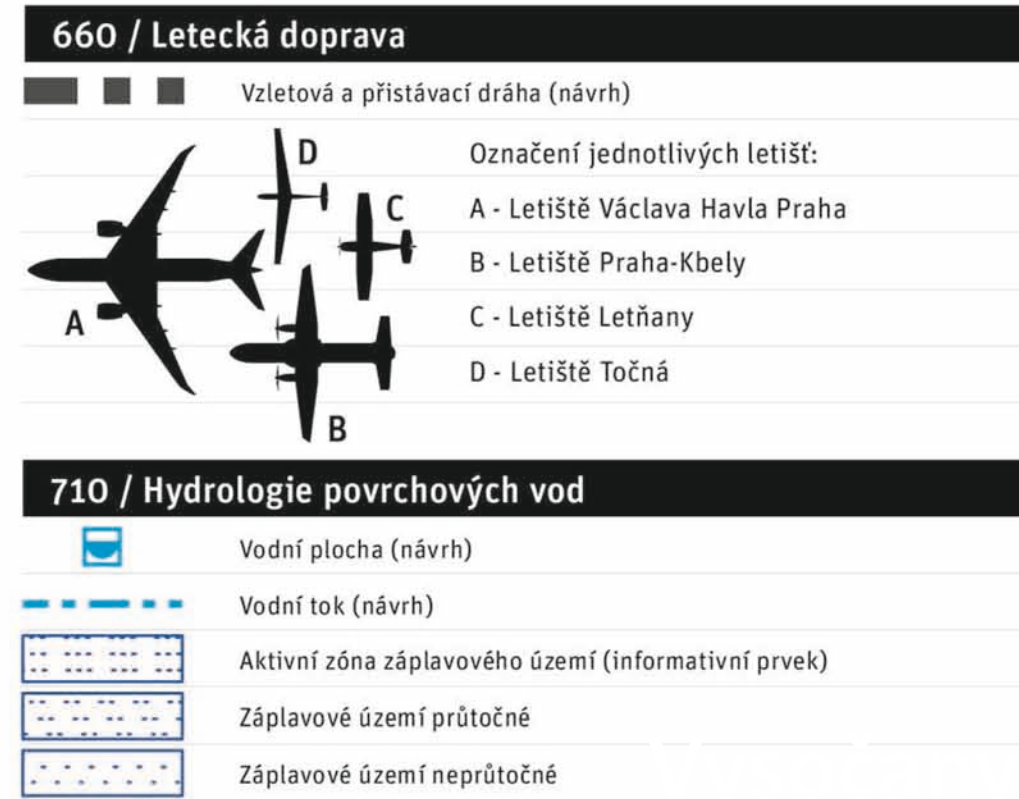 660 / Letecká doprava
Vzletová a přistávací dráha (návrh)
D
C
A
B
Označení jednotlivých letišť:
A - Letiště Václava Havla Praha
B - Letiště Praha-Kbely
C - Letiště Letňany
D - Letiště Točná
710 / Hydrologie povrchových vod
Vodní plocha (návrh)
Vodní tok (návrh)
Aktivní zóna záplavového území (informativní prvek)
Záplavové území průtočné
Záplavové území neprůtočné